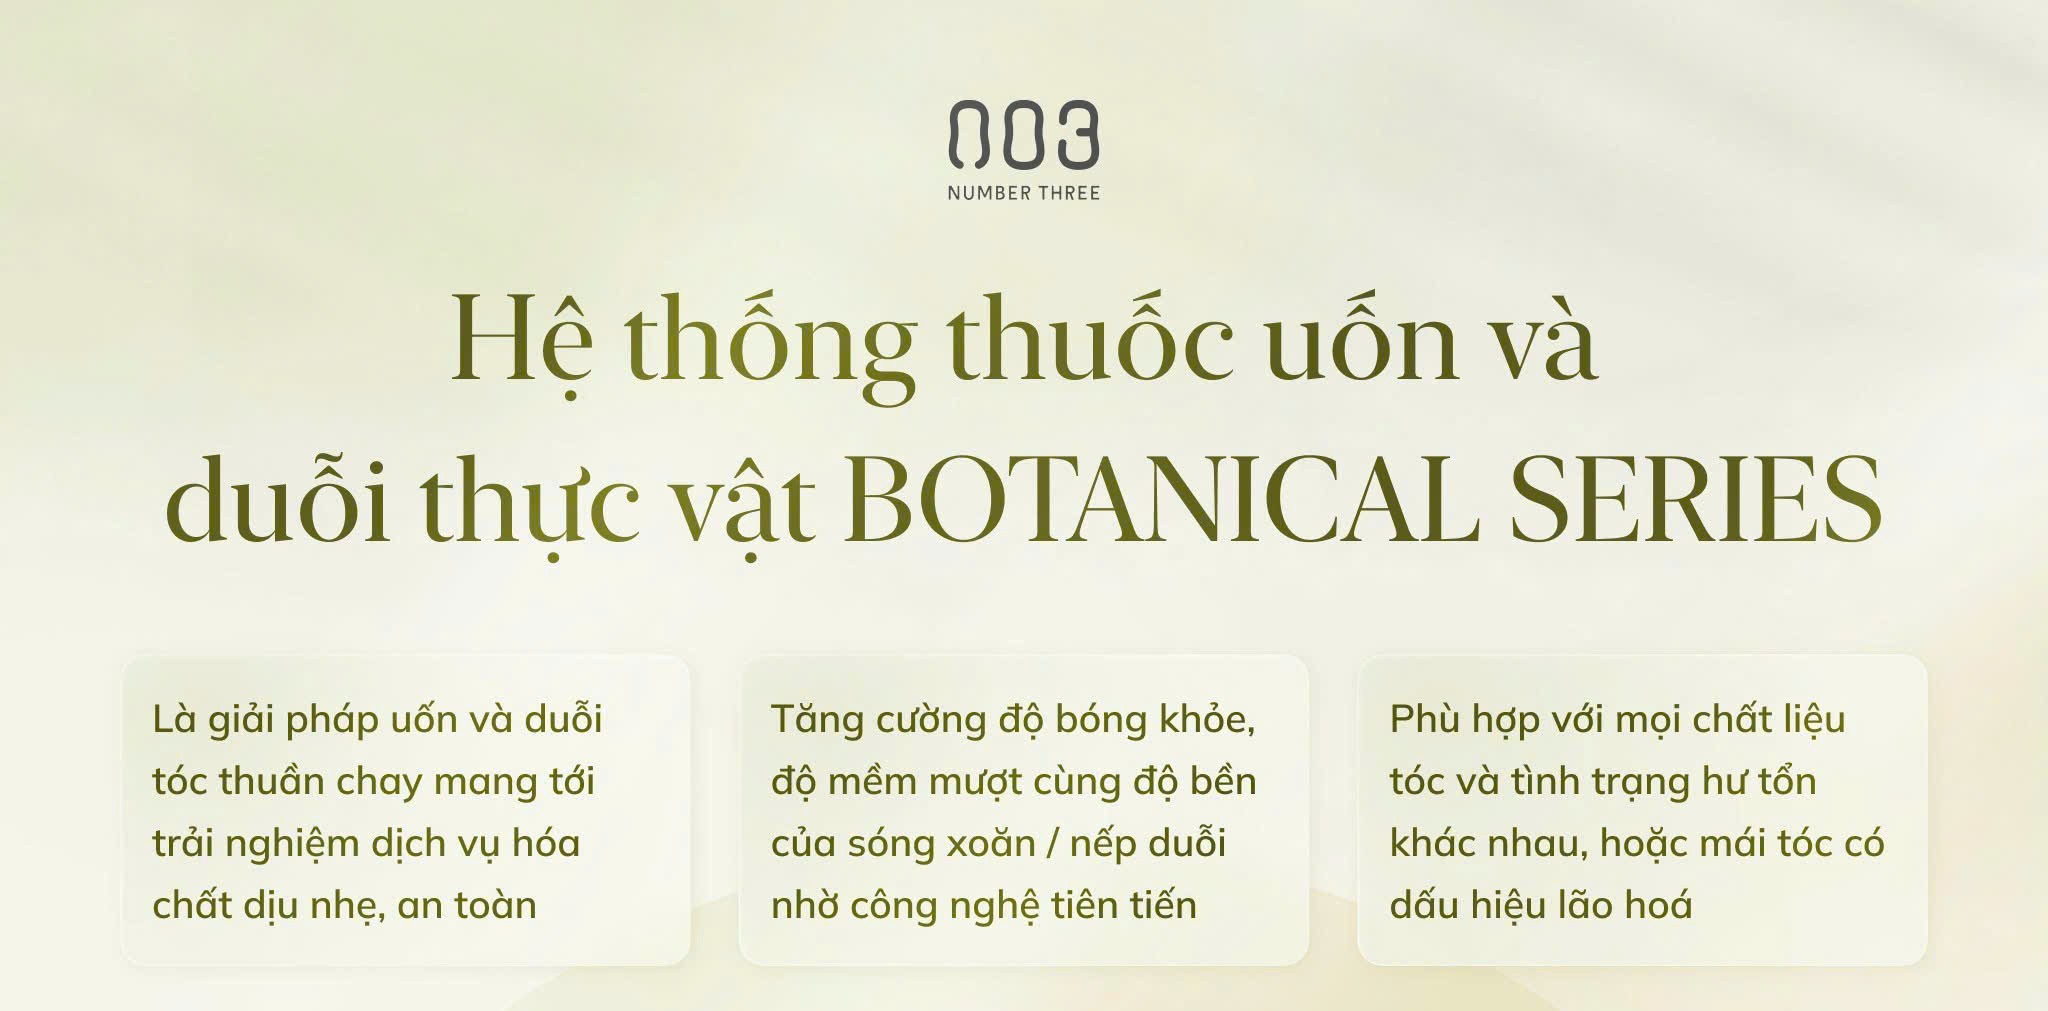 003
NUMBER THREE
Hệ thống thuốc uốn và
duỗi thực vật BOTANICAL SERIES
Là giải pháp uốn và duỗi
tóc thuần chay mang tới
trải nghiệm dịch vụ hóa
chất dịu nhẹ, an toàn
Tăng cường độ bóng khỏe,
độ mềm mượt cùng độ bền
của sóng xoăn / nếp duỗi
nhờ công nghệ tiên tiến
Phù hợp với mọi chất liệu
tóc và tình trạng hư tổn
khác nhau, hoặc mái tóc có
dấu hiệu lão hoá